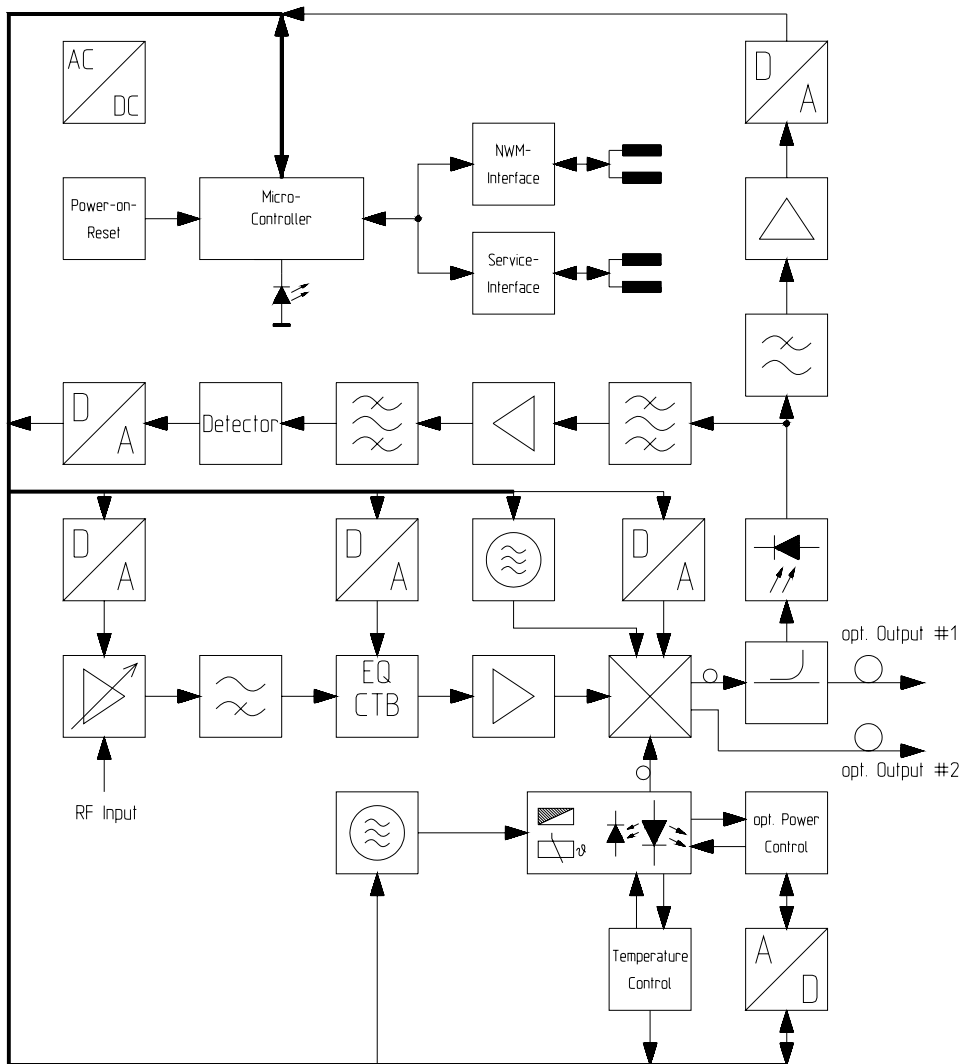 AC
DC
D
A
NWM-
Interface
Power-on-
Reset
Micro-
Controller
Service-
Interface
D
A
Detector
D
A
D
A
D
A
EQ
CTB
opt. Output #1
opt. Output #2
RF Input
ϑ
opt. Power
Control
Temperature
Control
A
D